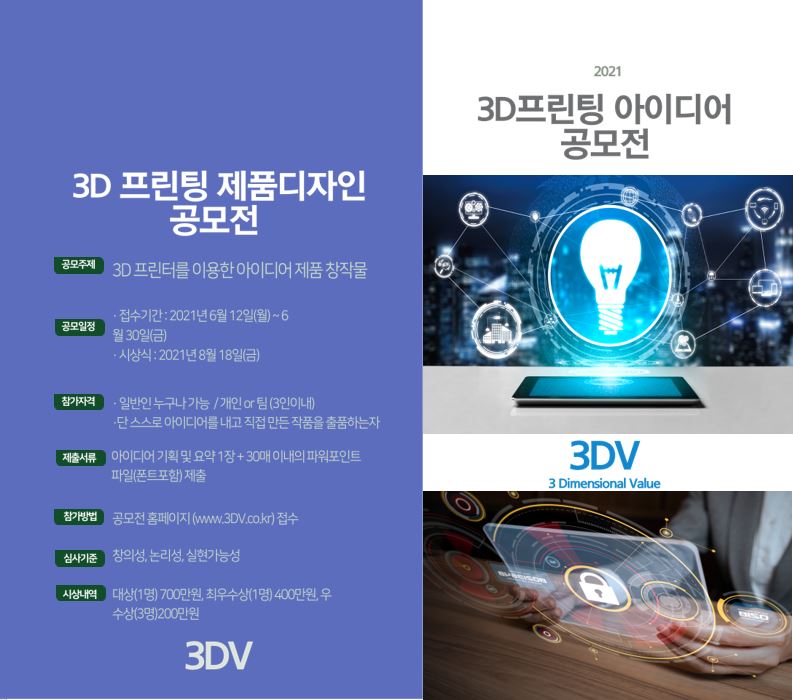 3D 프린팅 제품디자인
공모전
공모주제
3D 프린터를 이용한 아이디어 제품 창작물
공모일정
· 접수기간 : 2021년 6월 12일(월) ~ 6
월 30일(금)
· 시상식 : 2021년 8월 18일(금)
참가자격
· 일반인 누구나 가능 / 개인 or 팀 (3인이내)
·단 스스로 아이디어를 내고 직접 만든 작품을 출품하는자
제출서류
아이디어 기획 및 요약 1장 + 30매 이내의 파워포인트
파일(폰트포함) 제출
참가방법
공모전 홈페이지 (www.3DV.co.kr) 접수
심사기준
창의성, 논리성, 실현가능성
시상내역
대상(1명) 700만원, 최우수상(1명) 400만원, 우
수상(3명)200만원
3DV
2021
3D프린팅 아이디어
공모전
3DV
3 Dimensional Value